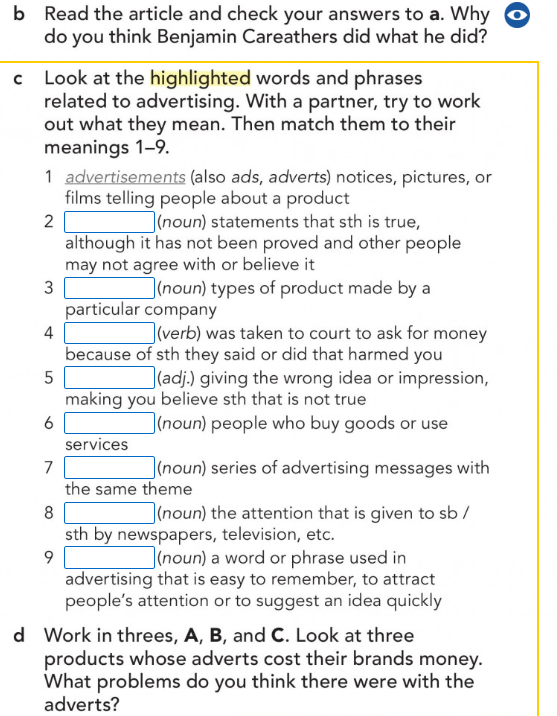 b Read the article and check your answers to a. Why
do you think Benjamin Careathers did what he did?
c Look at the highlighted words and phrases
related to advertising. With a partner, try to work
out what they mean. Then match them to their
meanings 1–9.
1 advertisements (also ads, adverts) notices, pictures, or
films telling people about a product
2 (noun) statements that sth is true,
although it has not been proved and other people
may not agree with or believe it
3 (noun) types of product made by a
particular company
4 (verb) was taken to court to ask for money
because of sth they said or did that harmed you
5 (adj.) giving the wrong idea or impression,
making you believe sth that is not true
6 (noun) people who buy goods or use
services
7 (noun) series of advertising messages with
the same theme
8 (noun) the attention that is given to sb /
sth by newspapers, television, etc.
9 (noun) a word or phrase used in
advertising that is easy to remember, to attract
people's attention or to suggest an idea quickly
d Work in threes, A, B, and C. Look at three
products whose adverts cost their brands money.
What problems do you think there were with the
adverts?